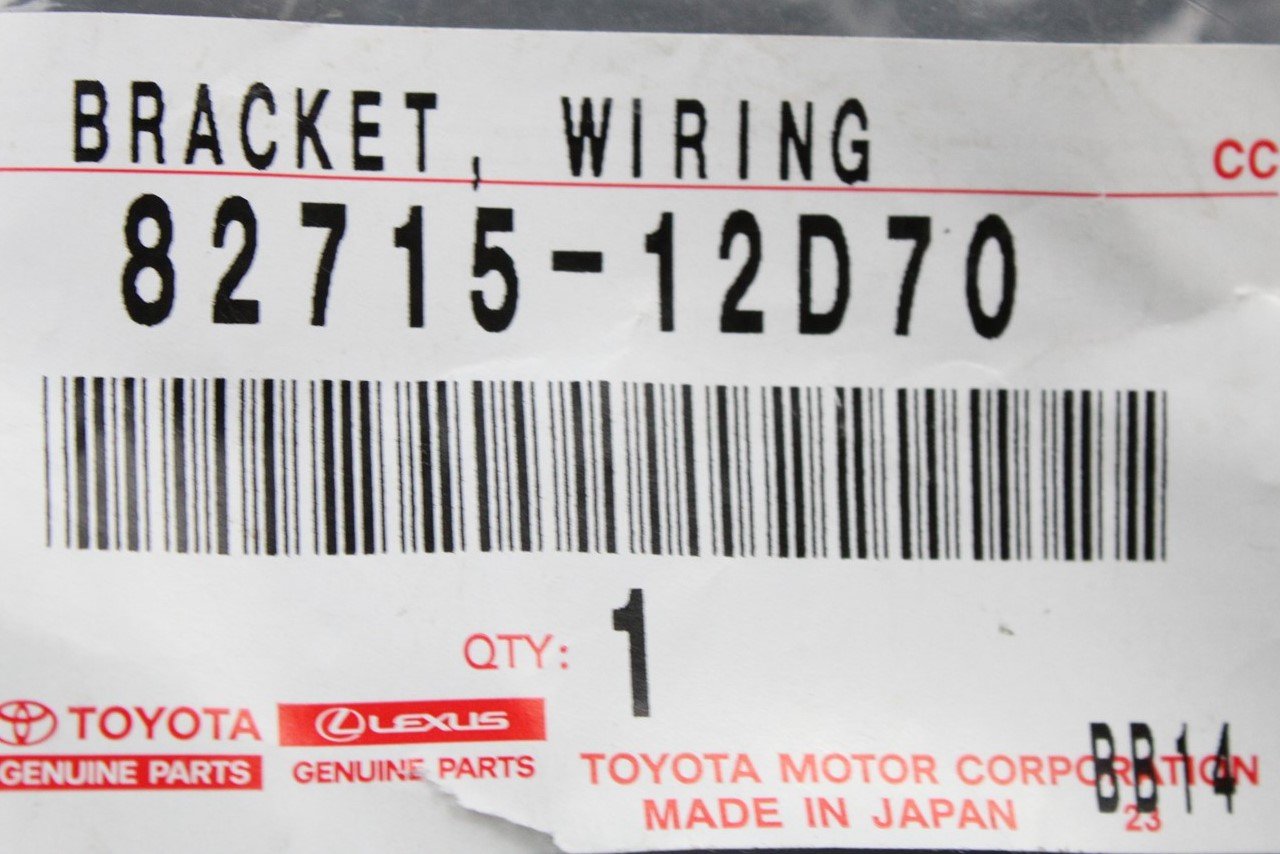 BRACKET, WIRING
CC
82715-12D70
QTY: 1
TOYOTA
GENUINE PARTS
LEXUS
GENUINE PARTS
TOYOTA MOTOR CORPORATION
BB14
MADE IN JAPAN
23